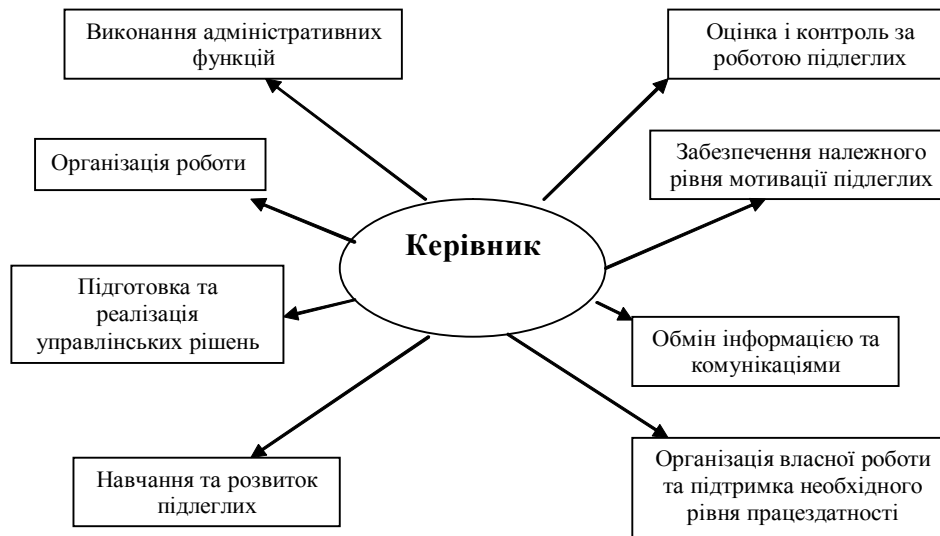 Виконання адміністративних
функцій
Оцінка і контроль за
роботою підлеглих
Організація роботи
Забезпечення належного
рівня мотивації підлеглих
Керівник
Підготовка та
реалізація
управлінських рішень
Обмін інформацією та
комунікаціями
Навчання та розвиток
підлеглих
Організація власної роботи
та підтримка необхідного
рівня працездатності